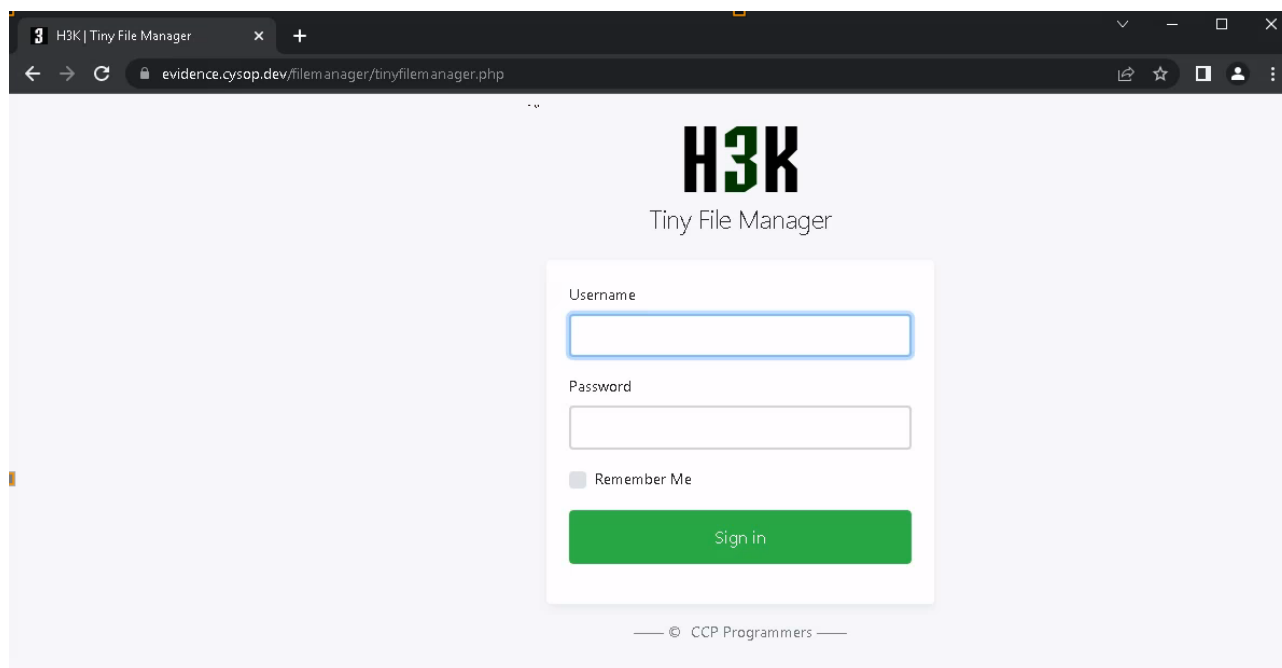 3 H3K | Tiny File Manager
evidence.cysop.dev/filemanager/tinyfilemanager.php
H3K
Tiny File Manager
Username
Password
Remember Me
Sign in
—— © CCP Programmers ——